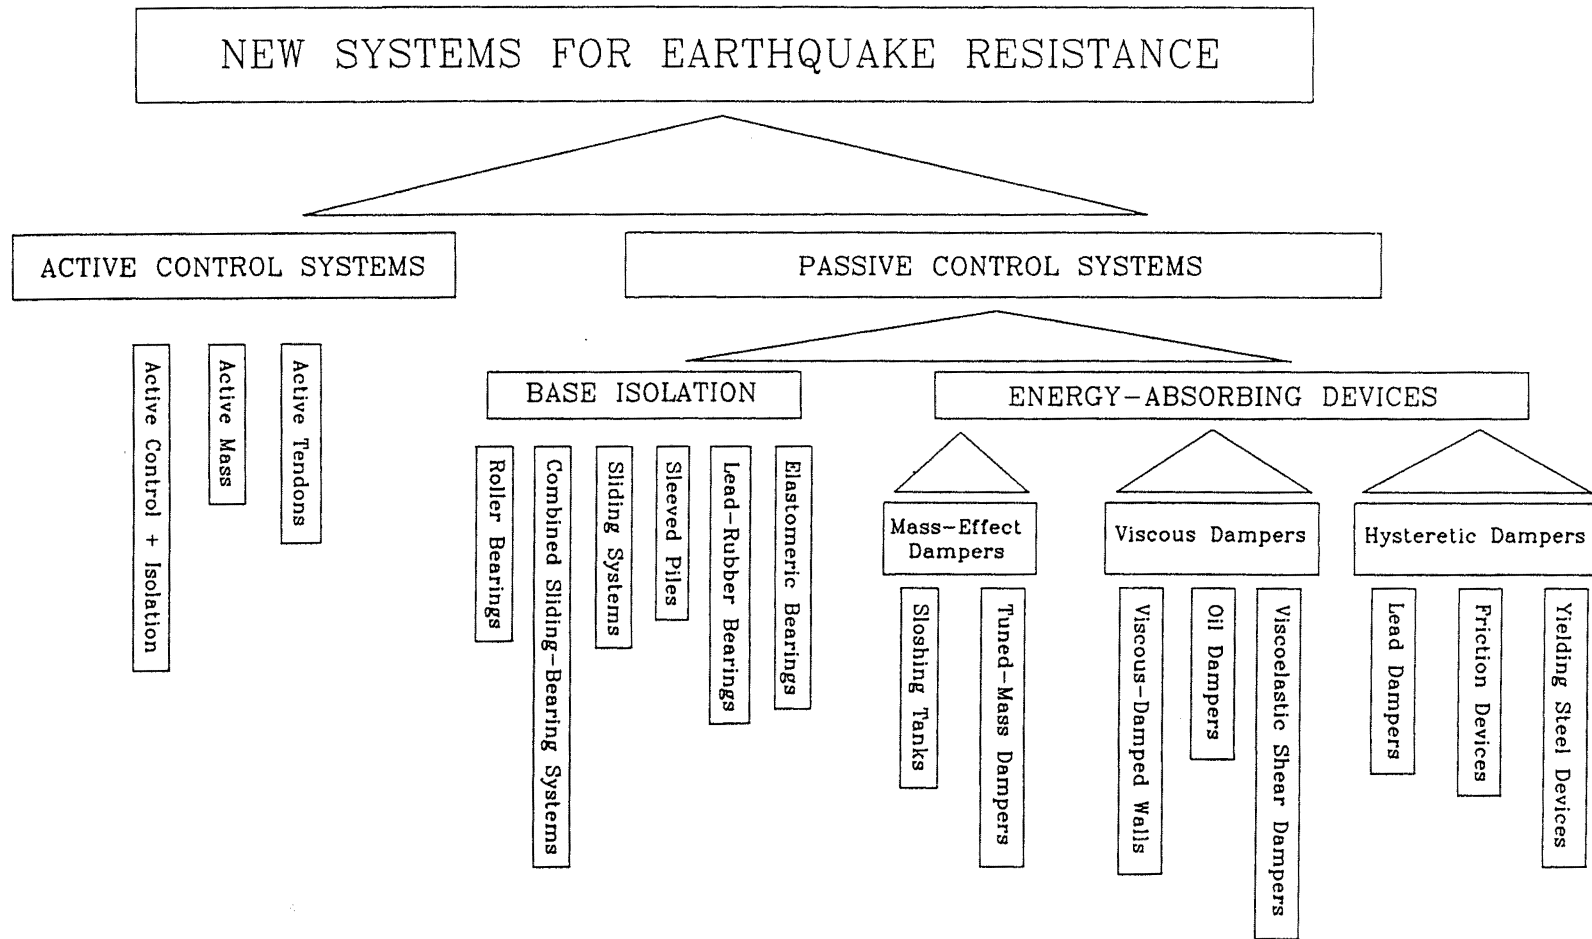 NEW SYSTEMS FOR EARTHQUAKE RESISTANCE
ACTIVE CONTROL SYSTEMS
PASSIVE CONTROL SYSTEMS
Active Control + Isolation
Active Mass
Active Tendons
BASE ISOLATION
ENERGY-ABSORBING DEVICES
Roller Bearings
Combined Sliding-Bearing Systems
Sliding Systems
Sleeved Piles
Lead-Rubber Bearings
Elastomeric Bearings
Mass-Effect
Dampers
Viscous Dampers
Hysteretic Dampers
Sloshing Tanks
Tuned-Mass Dampers
Viscous-Damped Walls
Oil Dampers
Viscoelastic Shear Dampers
Lead Dampers
Friction Devices
Yielding Steel Devices